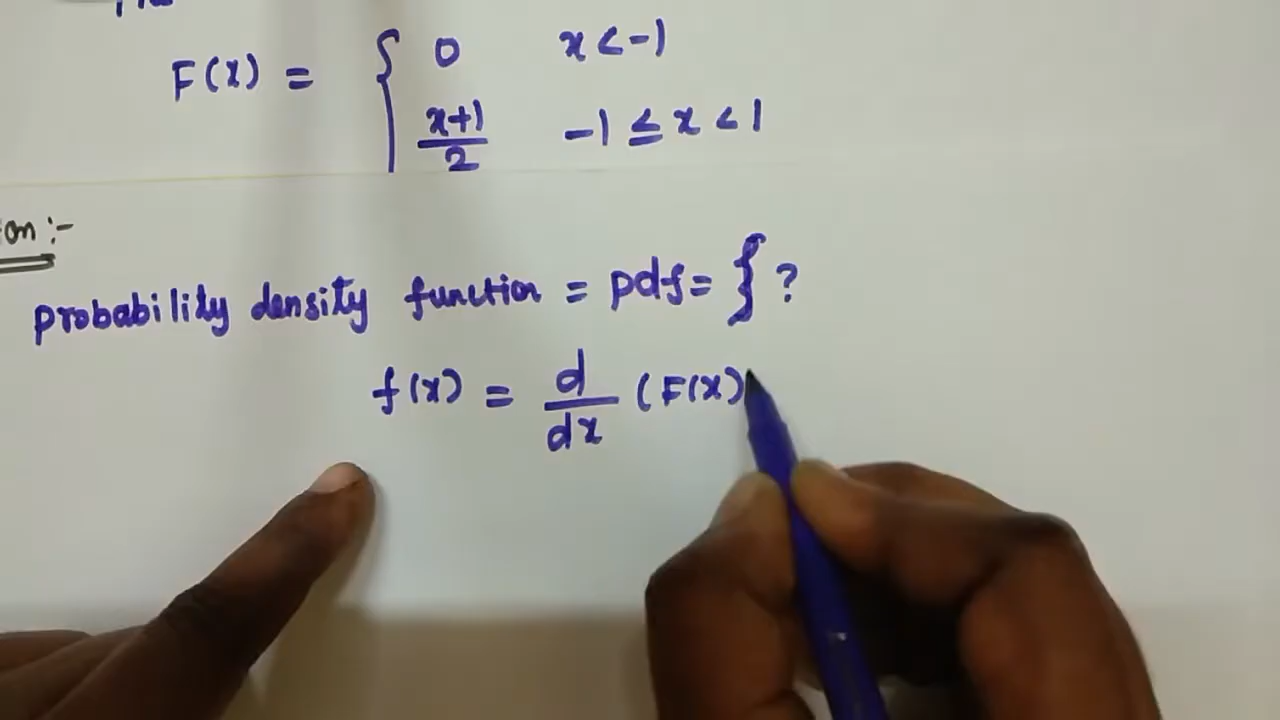 F(x) = { 0 x < -1
x+1/2 -1 ≤ x < 1
on :-
probability density function = pdf = } ?
f(x) = d/dx (F(x)